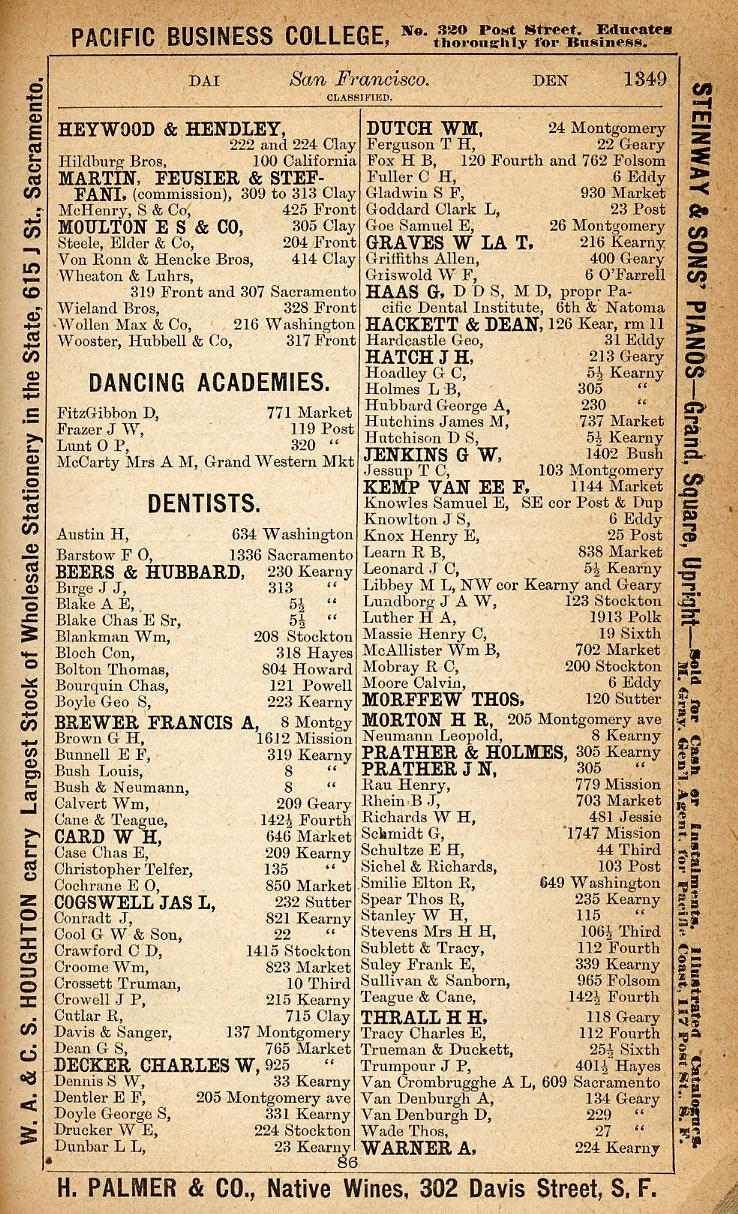 PACIFIC BUSINESS COLLEGE, No. 320 Post Street. Educates
thoroughly for Business.
DAI San Francisco. DEN 1349
CLASSIFIED.
HEYWOOD & HENDLEY,
222 and 224 Clay
Hildburg Bros, 100 California
MARTIN, FEUSIER & STEF-
FANI, (commission), 309 to 313 Clay
McHenry, S & Co, 425 Front
MOULTON E S & CO, 305 Clay
Steele, Elder & Co, 204 Front
Von Ronn & Hencke Bros, 414 Clay
Wheaton & Luhrs,
319 Front and 307 Sacramento
Wieland Bros, 328 Front
Wollen Max & Co, 216 Washington
Wooster, Hubbell & Co, 317 Front
DANCING ACADEMIES.
FitzGibbon D, 771 Market
Frazer J W, 119 Post
Lunt O P, 320 “
McCarty Mrs A M, Grand Western Mkt
DENTISTS.
Austin H, 634 Washington
Barstow F O, 1336 Sacramento
BEERS & HUBBARD, 230 Kearny
Birge J J, 313 “
Blake A E, 5½ “
Blake Chas E Sr, 5½ “
Blankman Wm, 208 Stockton
Bloch Con, 318 Hayes
Bolton Thomas, 804 Howard
Bourquin Chas, 121 Powell
Boyle Geo S, 223 Kearny
BREWER FRANCIS A, 8 Montgy
Brown G H, 1612 Mission
Bunnell E F, 319 Kearny
Bush Louis, 8 “
Bush & Neumann, 8 “
Calvert Wm, 209 Geary
Cane & Teague, 142½ Fourth
CARD W H, 646 Market
Case Chas E, 209 Kearny
Christopher Telfer, 135 “
Cochrane E O, 850 Market
COGSWELL JAS L, 232 Sutter
Conradt J, 821 Kearny
Cool G W & Son, 22 “
Crawford C D, 1415 Stockton
Croome Wm, 823 Market
Crossett Truman, 10 Third
Crowell J P, 215 Kearny
Cutlar R, 715 Clay
Davis & Sanger, 137 Montgomery
Dean G S, 765 Market
DECKER CHARLES W, 925 “
Dennis S W, 33 Kearny
Dentler E F, 205 Montgomery ave
Doyle George S, 331 Kearny
Drucker W E, 224 Stockton
Dunbar L L, 23 Kearny
DUTCH WM, 24 Montgomery
Ferguson T H, 22 Geary
Fox H B, 120 Fourth and 762 Folsom
Fuller C H, 6 Eddy
Gladwin S F, 930 Market
Goddard Clark L, 23 Post
Goe Samuel E, 26 Montgomery
GRAVES W LA T, 216 Kearny
Griffiths Allen, 400 Geary
Griswold W F, 6 O'Farrell
HAAS G, D D S, M D, propr Pa-
cific Dental Institute, 6th & Natoma
HACKETT & DEAN, 126 Kear, rm 11
Hardcastle Geo, 31 Eddy
HATCH J H, 213 Geary
Hoadley G C, 5½ Kearny
Holmes L B, 305 “
Hubbard George A, 230 “
Hutchins James M, 737 Market
Hutchison D S, 5½ Kearny
JENKINS G W, 1402 Bush
Jessup T C, 103 Montgomery
KEMP VAN EE F, 1144 Market
Knowles Samuel E, SE cor Post & Dup
Knowlton J S, 6 Eddy
Knox Henry E, 25 Post
Learn R B, 838 Market
Leonard J C, 5½ Kearny
Libbey M L, NW cor Kearny and Geary
Lundborg J A W, 123 Stockton
Luther H A, 1913 Polk
Massie Henry C, 19 Sixth
McAllister Wm B, 702 Market
Mobray R C, 200 Stockton
Moore Calvin, 6 Eddy
MORFFEW THOS, 120 Sutter
MORTON H R, 205 Montgomery ave
Neumann Leopold, 8 Kearny
PRATHER & HOLMES, 305 Kearny
PRATHER J N, 305 “
Rau Henry, 779 Mission
Rhein B J, 703 Market
Richards W H, 481 Jessie
Schmidt G, 1747 Mission
Schultze E H, 44 Third
Sichel & Richards, 103 Post
Smilie Elton R, 649 Washington
Spear Thos R, 235 Kearny
Stanley W H, 115 “
Stevens Mrs H H, 106½ Third
Sublett & Tracy, 112 Fourth
Suley Frank E, 339 Kearny
Sullivan & Sanborn, 965 Folsom
Teague & Cane, 142½ Fourth
THRALL H H, 118 Geary
Tracy Charles E, 112 Fourth
Trueman & Duckett, 25½ Sixth
Trumpour J P, 401½ Hayes
Van Crombrugghe A L, 609 Sacramento
Van Denburgh A, 134 Geary
Van Denburgh D, 229 “
Wade Thos, 27 “
WARNER A, 224 Kearny
86
H. PALMER & CO., Native Wines, 302 Davis Street, S. F.
W. A. & C. S. HOUGHTON carry Largest Stock of Wholesale Stationery in the State, 615 J St., Sacramento.
STEINWAY & SONS' PIANOS—Grand, Square, Upright—Sold for Cash or Instalments. Illustrated Catalogues.
M. Gray, Gen'l Agent for Pacific Coast, 117 Post St., S. F.